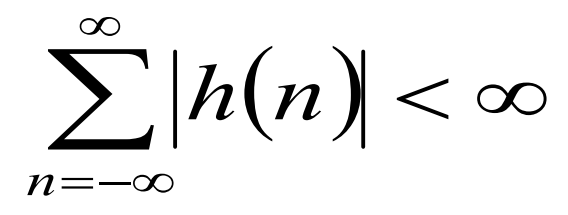 ∞
∑ |h(n)| < ∞
n=−∞